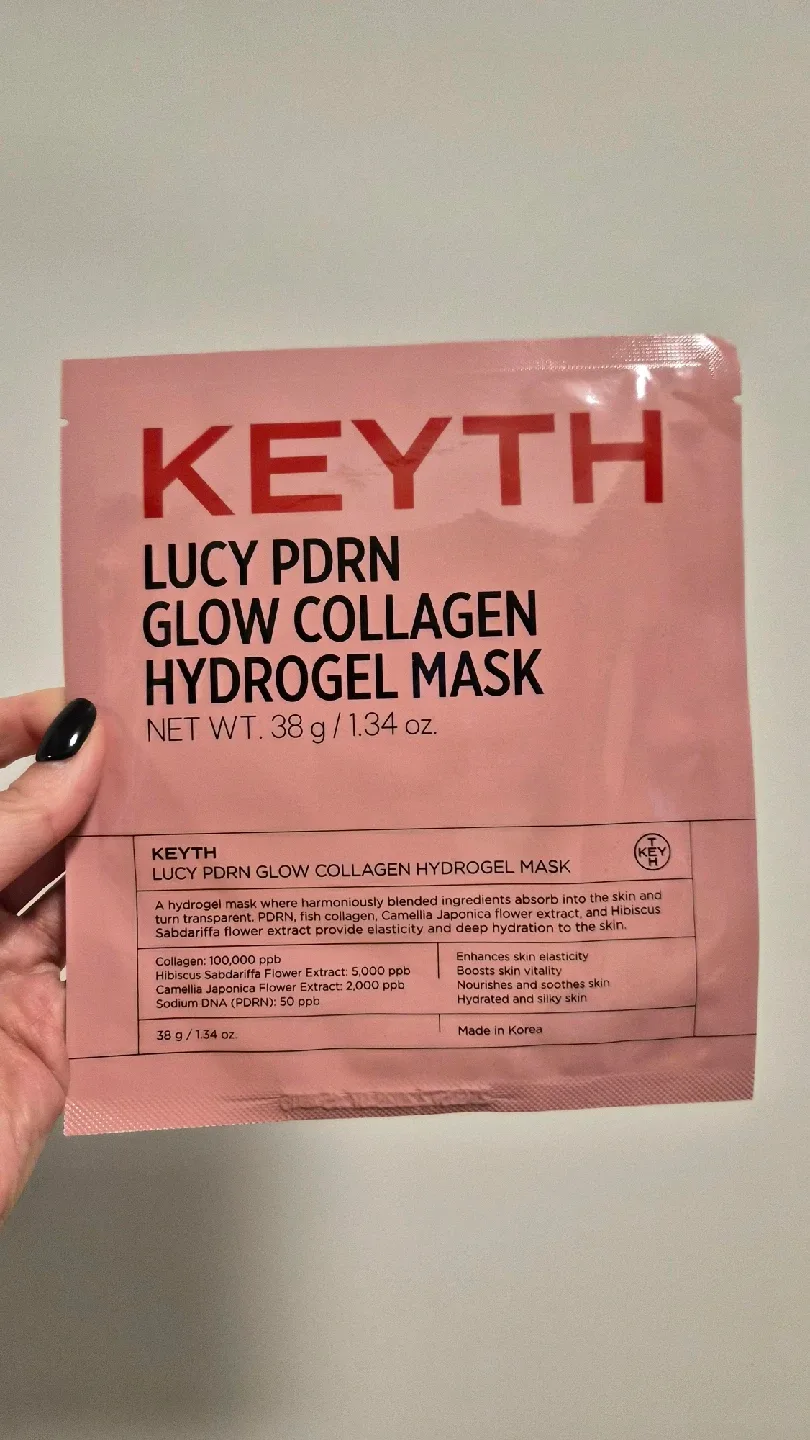 KEYTH
LUCY PDRN
GLOW COLLAGEN
HYDROGEL MASK
NET WT. 38 g / 1.34 oz.
KEYTH
LUCY PDRN GLOW COLLAGEN HYDROGEL MASK
T
KEY
H
A hydrogel mask where harmoniously blended ingredients absorb into the skin and
turn transparent. PDRN, fish collagen, Camellia Japonica flower extract, and Hibiscus
Sabdariffa flower extract provide elasticity and deep hydration to the skin.
Collagen: 100,000 ppb
Hibiscus Sabdariffa Flower Extract: 5,000 ppb
Camellia Japonica Flower Extract: 2,000 ppb
Sodium DNA (PDRN): 50 ppb
Enhances skin elasticity
Boosts skin vitality
Nourishes and soothes skin
Hydrated and silky skin
38 g / 1.34 oz.
Made in Korea